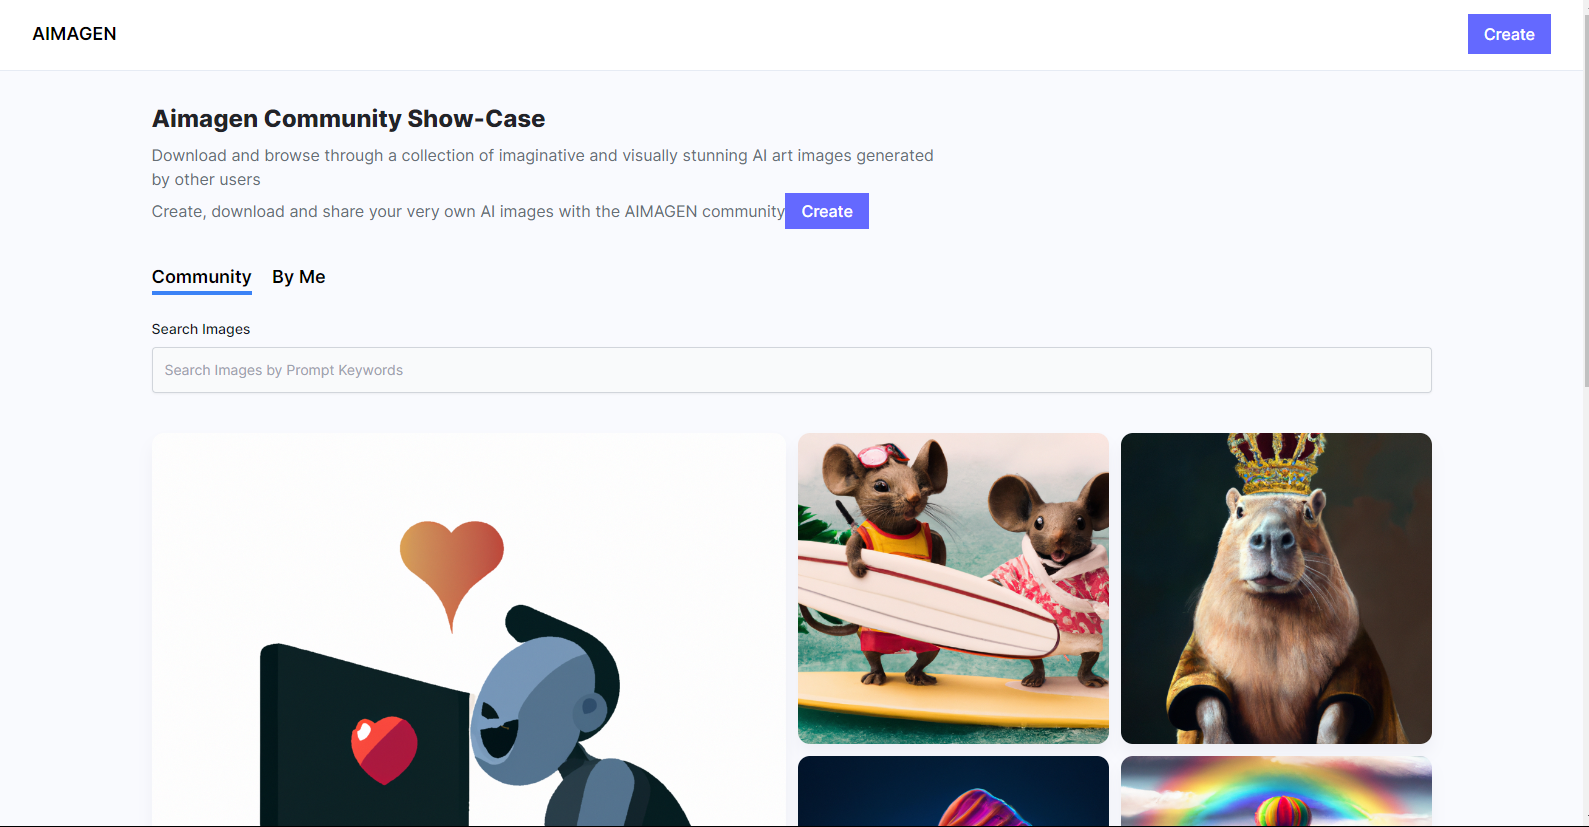 AIMAGEN
Create
Aimagen Community Show-Case
Download and browse through a collection of imaginative and visually stunning AI art images generated
by other users
Create, download and share your very own AI images with the AIMAGEN community Create
Community By Me
Search Images
Search Images by Prompt Keywords